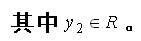 其中 y₂ ∈ R 。